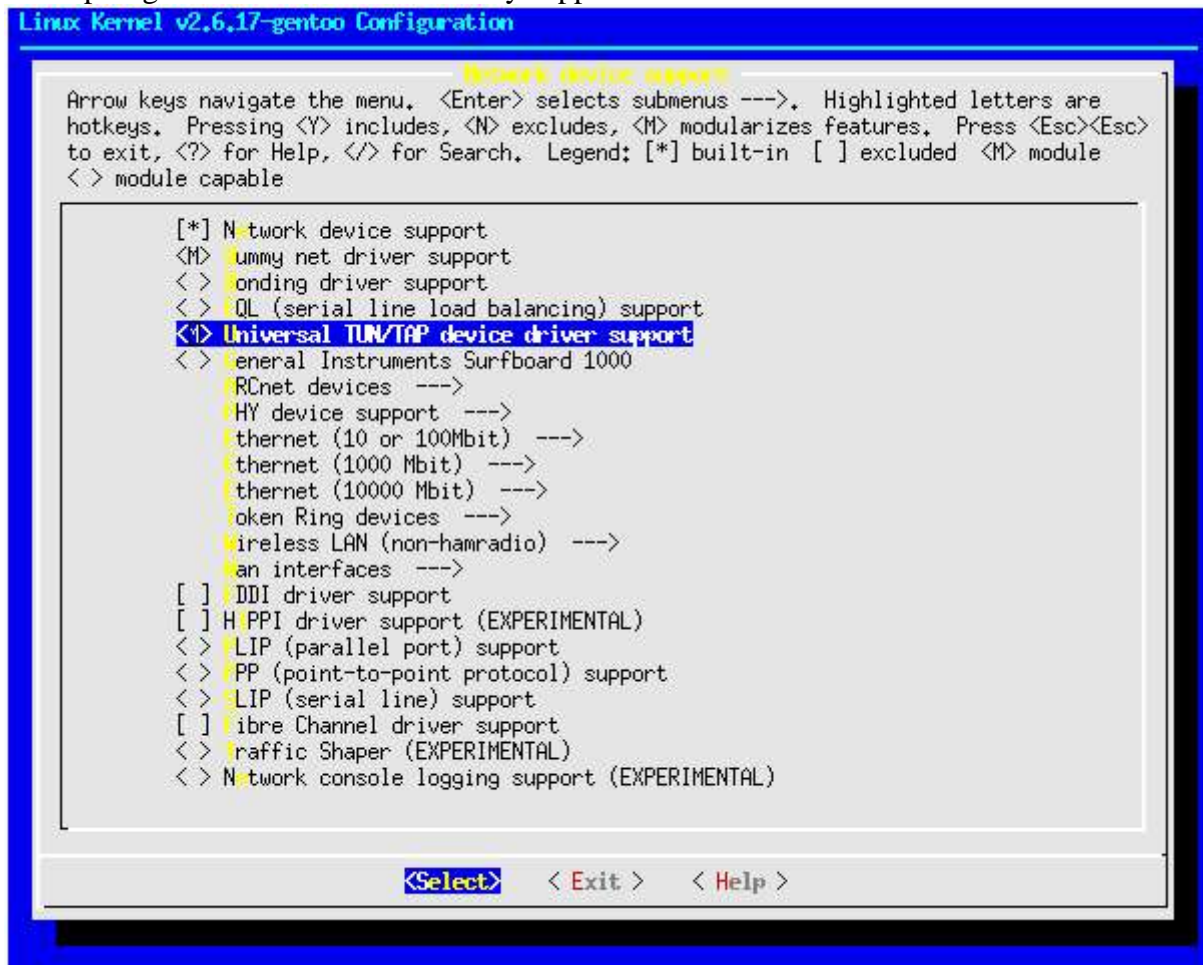 Linux Kernel v2.6.17-gentoo Configuration
Network device support
Arrow keys navigate the menu. <Enter> selects submenus --->. Highlighted letters are
hotkeys. Pressing <Y> includes, <N> excludes, <M> modularizes features. Press <Esc><Esc>
to exit, <?> for Help, </> for Search. Legend: [*] built-in [ ] excluded <M> module
< > module capable
[*] Network device support
<M> Dummy net driver support
< > Bonding driver support
< > EQL (serial line load balancing) support
<M> Universal TUN/TAP device driver support
< > General Instruments Surfboard 1000
ARCnet devices --->
PHY device support --->
Ethernet (10 or 100Mbit) --->
Ethernet (1000 Mbit) --->
Ethernet (10000 Mbit) --->
Token Ring devices --->
Wireless LAN (non-hamradio) --->
Wan interfaces --->
[ ] FDDI driver support
[ ] HIPPI driver support (EXPERIMENTAL)
< > PLIP (parallel port) support
< > PPP (point-to-point protocol) support
< > SLIP (serial line) support
[ ] Fibre Channel driver support
< > Traffic Shaper (EXPERIMENTAL)
< > Network console logging support (EXPERIMENTAL)
<Select> < Exit > < Help >